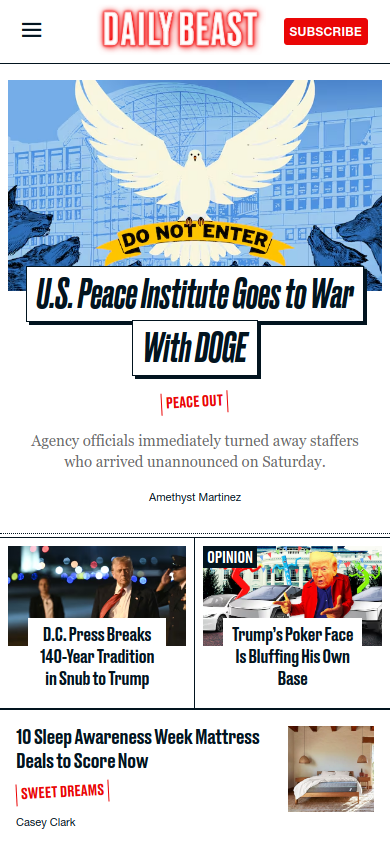 DAILY BEAST
SUBSCRIBE
DO NOT ENTER
U.S. Peace Institute Goes to War
With DOGE
PEACE OUT
Agency officials immediately turned away staffers
who arrived unannounced on Saturday.
Amethyst Martinez
D.C. Press Breaks
140-Year Tradition
in Snub to Trump
OPINION
Trump's Poker Face
Is Bluffing His Own
Base
10 Sleep Awareness Week Mattress
Deals to Score Now
SWEET DREAMS
Casey Clark